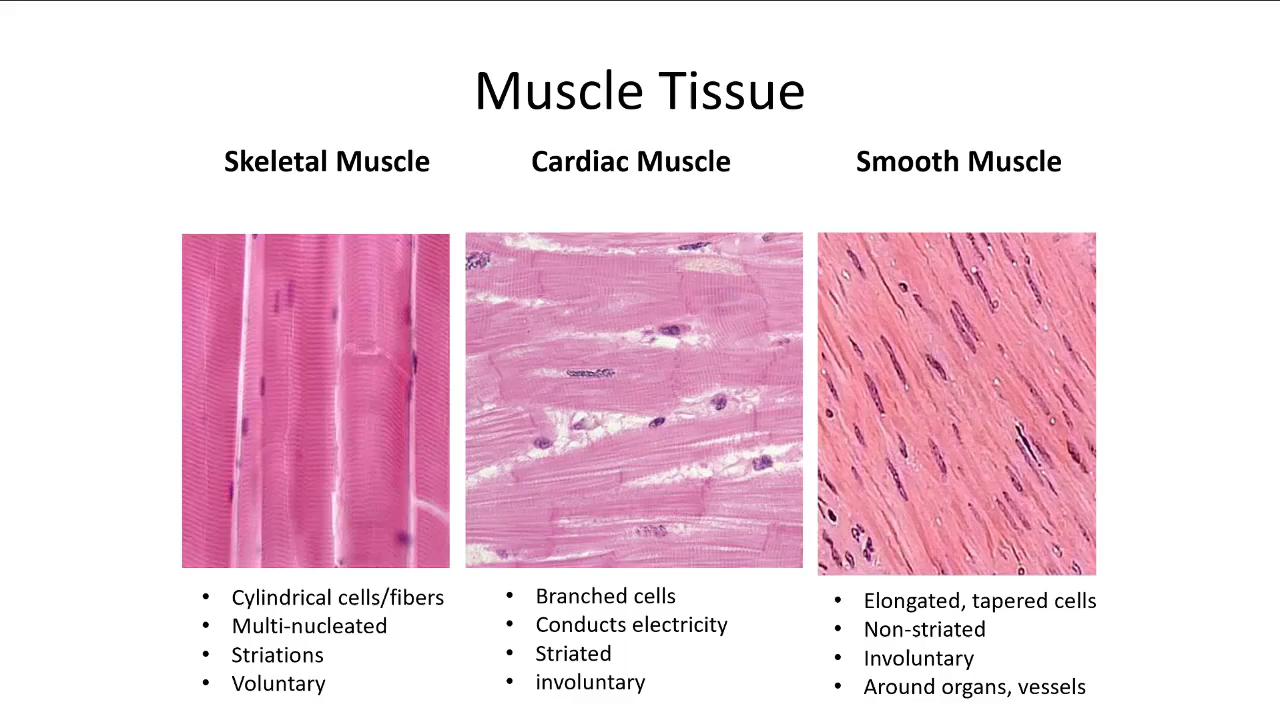 Muscle Tissue
Skeletal Muscle
Cardiac Muscle
Smooth Muscle
• Cylindrical cells/fibers
• Multi-nucleated
• Striations
• Voluntary
• Branched cells
• Conducts electricity
• Striated
• involuntary
• Elongated, tapered cells
• Non-striated
• Involuntary
• Around organs, vessels